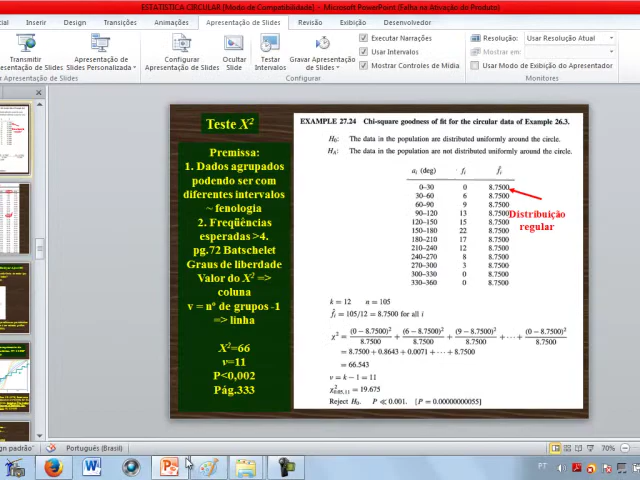 ESTATÍSTICA CIRCULAR [Modo de Compatibilidade] - Microsoft PowerPoint (Falha na Ativação do Produto)
Inserir Design Transições Animações Apresentação de Slides Revisão Exibição Desenvolvedor
Transmitir Apresentação de Slides
Apresentação de Slides Personalizada
Configurar Apresentação de Slides
Ocultar Slide
Testar Intervalos
Gravar Apresentação de Slides
Executar Narrações
Usar Intervalos
Mostrar Controles de Mídia
Configurar
Resolução: Usar Resolução Atual
Mostrar em:
Usar Modo de Exibição do Apresentador
Monitores
Teste X²
Premissa:
1. Dados agrupados
podendo ser com
diferentes intervalos
~ fenologia
2. Freqüências
esperadas >4.
pg.72 Batschelet
Graus de liberdade
Valor do X² =>
coluna
v = nº de grupos -1
=> linha
X²=66
v=11
P<0,002
Pág.333
EXAMPLE 27.24 Chi-square goodness of fit for the circular data of Example 26.3.
H₀: The data in the population are distributed uniformly around the circle.
H_A: The data in the population are not distributed uniformly around the circle.
a_i (deg) f_i f̂_i
0–30 0 8.7500
30–60 6 8.7500
60–90 9 8.7500
90–120 13 8.7500
120–150 15 8.7500
150–180 22 8.7500
180–210 17 8.7500
210–240 12 8.7500
240–270 8 8.7500
270–300 3 8.7500
300–330 0 8.7500
330–360 0 8.7500
Distribuição
regular
k = 12 n = 105
f̂_i = 105/12 = 8.7500 for all i
χ² = (0 − 8.7500)²/8.7500 + (6 − 8.7500)²/8.7500 + (9 − 8.7500)²/8.7500 + ··· + (0 − 8.7500)²/8.7500
= 8.7500 + 0.8643 + 0.0071 + ··· + 8.7500
= 66.543
ν = k − 1 = 11
χ²₀.₀₅,₁₁ = 19.675
Reject H₀. P ≪ 0.001. [P = 0.00000000055]
Português (Brasil)
70%
PT